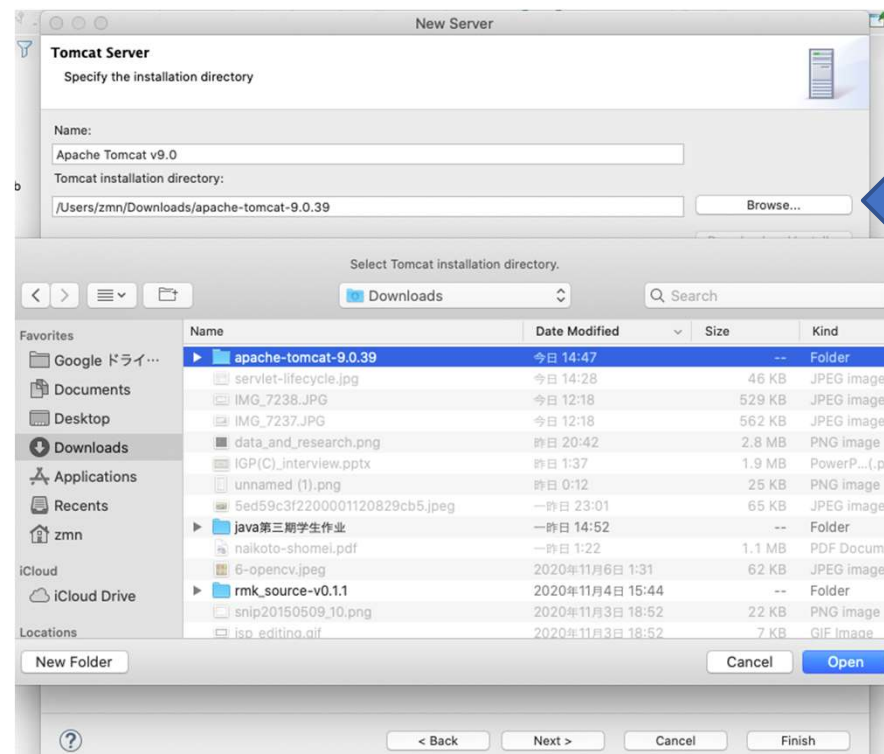 New Server
Tomcat Server
Specify the installation directory
Name:
Apache Tomcat v9.0
Tomcat installation directory:
/Users/zmn/Downloads/apache-tomcat-9.0.39
Browse...
Select Tomcat installation directory.
Downloads
Search
Favorites
Name Date Modified Size Kind
Google ドライ…
apache-tomcat-9.0.39 今日 14:47 -- Folder
servlet-lifecycle.jpg 今日 14:28 46 KB JPEG image
Documents
IMG_7238.JPG 今日 12:18 529 KB JPEG image
Desktop
IMG_7237.JPG 今日 12:18 562 KB JPEG image
Downloads
data_and_research.png 昨日 20:42 2.8 MB PNG image
IGP(C)_interview.pptx 昨日 1:37 1.9 MB PowerP...(.p
Applications
unnamed (1).png 昨日 0:12 25 KB PNG image
Recents
5ed59c3f2200001120829cb5.jpeg 一昨日 23:01 65 KB JPEG image
zmn
java第三期学生作业 一昨日 14:52 -- Folder
naikoto-shomei.pdf 一昨日 1:22 1.1 MB PDF Docum
iCloud
6-opencv.jpeg 2020年11月6日 1:31 62 KB JPEG image
iCloud Drive
rmk_source-v0.1.1 2020年11月4日 15:44 -- Folder
snip20150509_10.png 2020年11月3日 18:52 22 KB PNG image
Locations
jsp_editing.gif 2020年11月3日 18:52 7 KB GIF Image
New Folder
Cancel
Open
< Back
Next >
Cancel
Finish